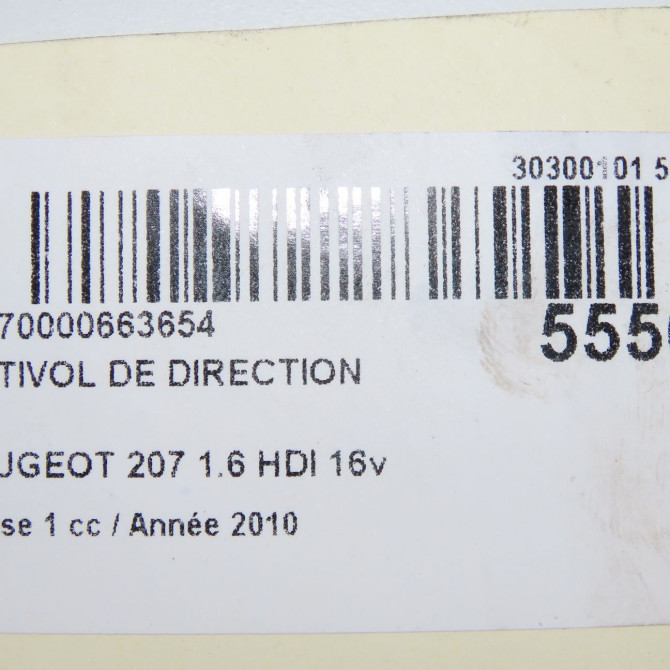 30300101 5
70000663654
555
TIVOL DE DIRECTION
UGEOT 207 1.6 HDI 16v
se 1 cc / Année 2010